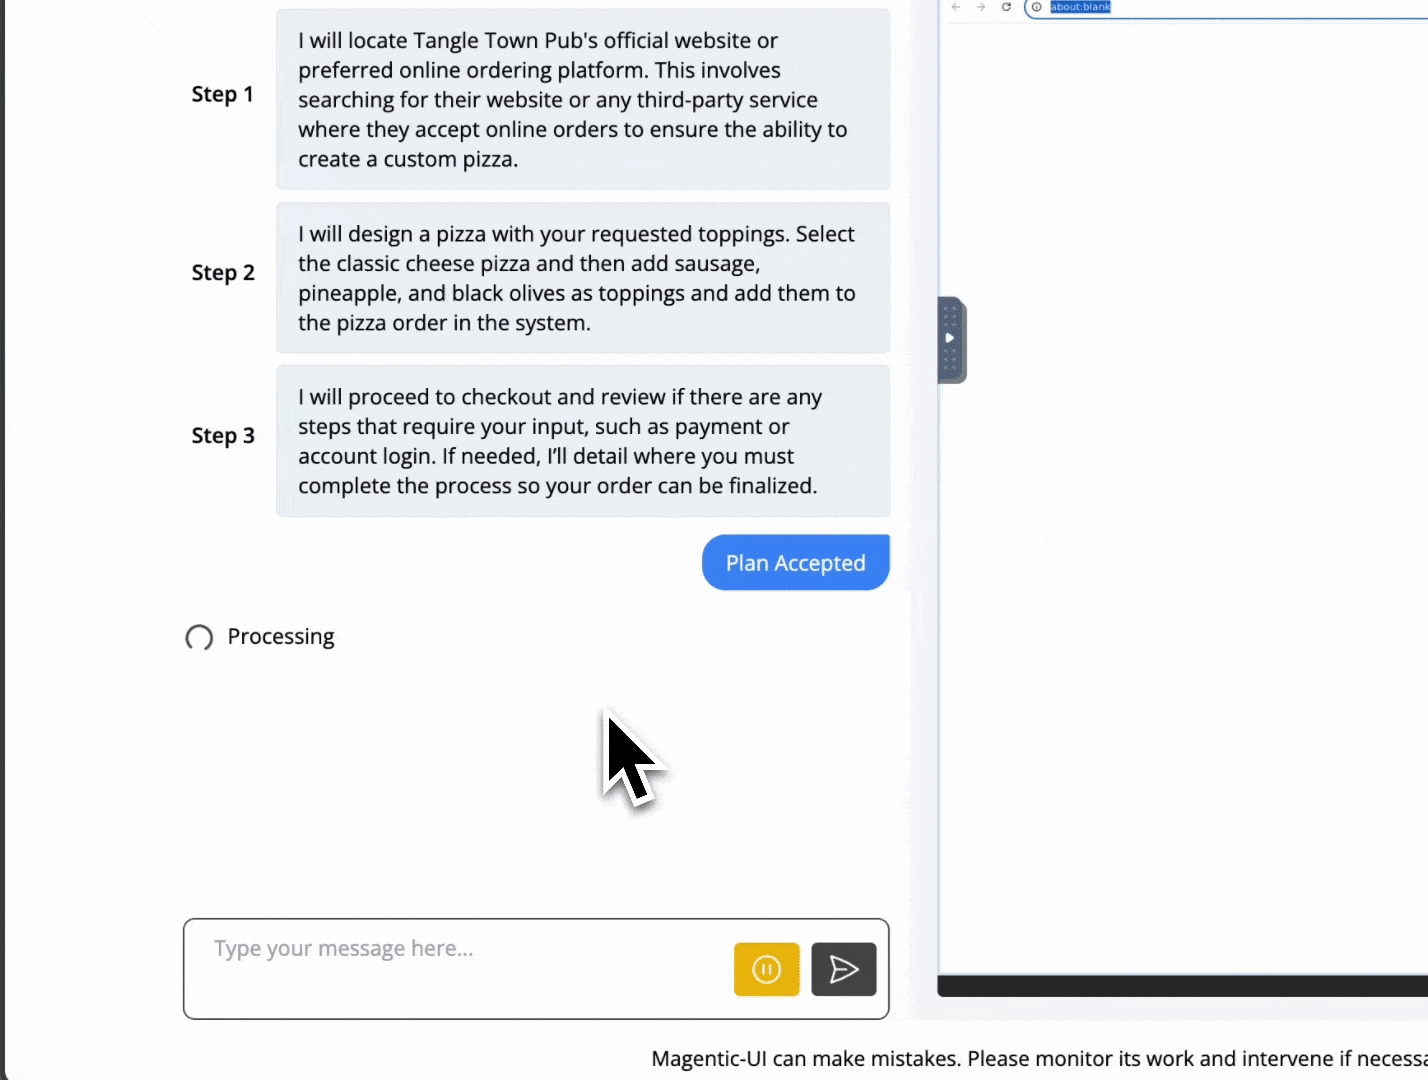 about:blank
I will locate Tangle Town Pub's official website or
preferred online ordering platform. This involves
Step 1
searching for their website or any third-party service
where they accept online orders to ensure the ability to
create a custom pizza.
I will design a pizza with your requested toppings. Select
Step 2
the classic cheese pizza and then add sausage,
pineapple, and black olives as toppings and add them to
the pizza order in the system.
I will proceed to checkout and review if there are any
steps that require your input, such as payment or
Step 3
account login. If needed, I’ll detail where you must
complete the process so your order can be finalized.
Plan Accepted
Processing
Type your message here...
Magentic-UI can make mistakes. Please monitor its work and intervene if necessa